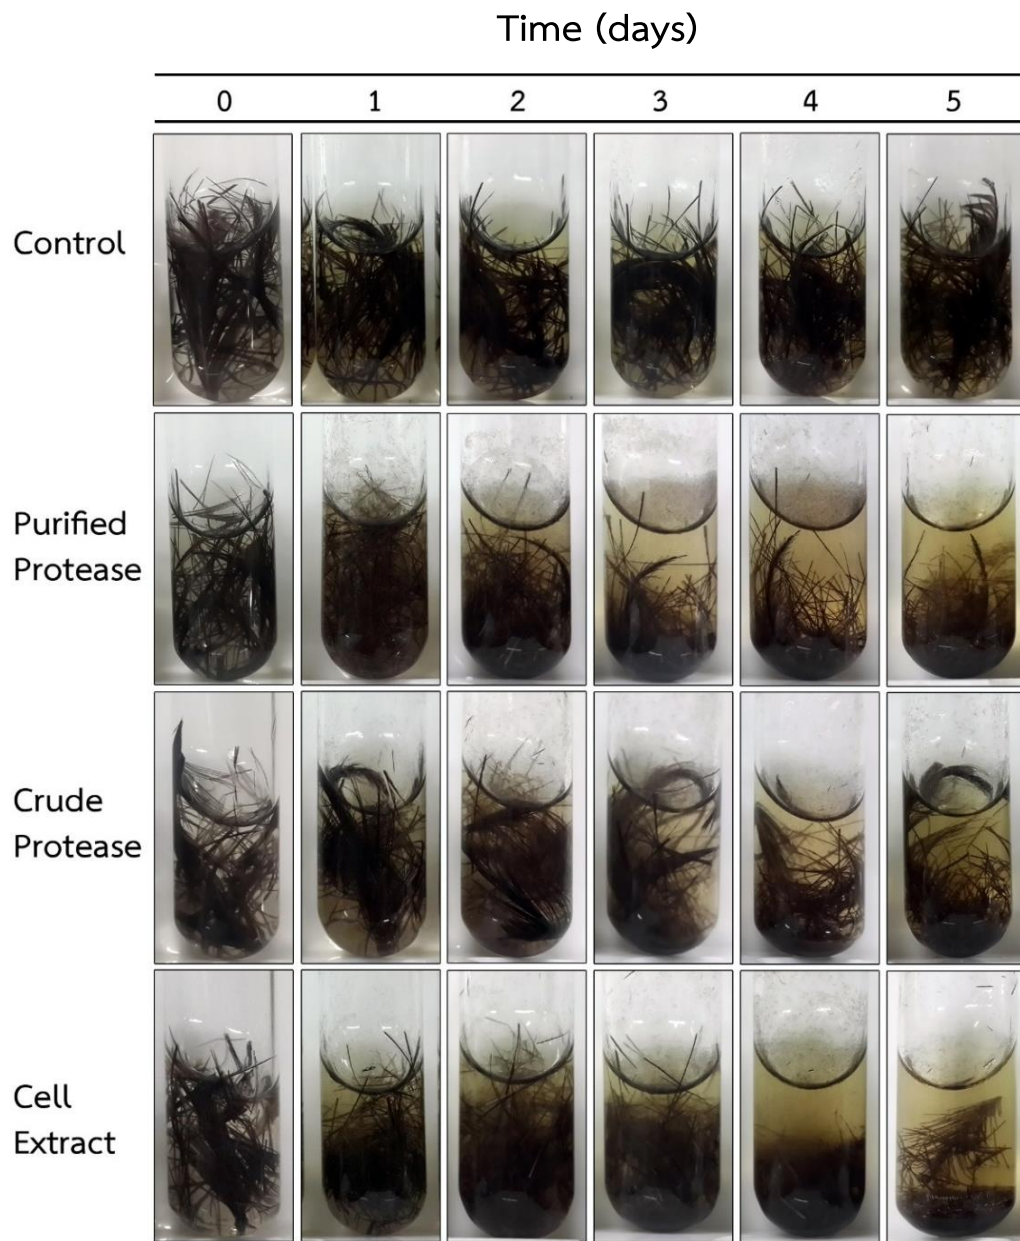 Time (days)
0 1 2 3 4 5
Control
Purified
Protease
Crude
Protease
Cell
Extract